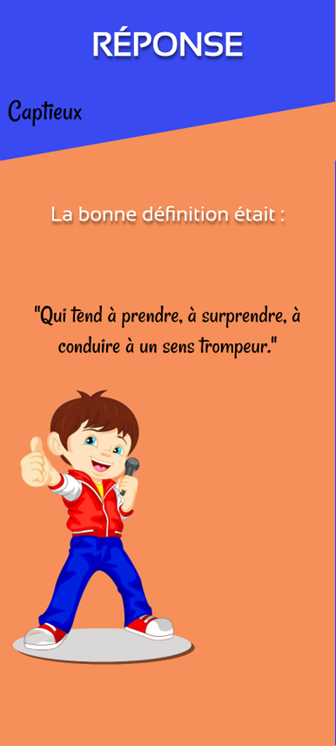 RÉPONSE
Captieux
La bonne définition était :
"Qui tend à prendre, à surprendre, à
conduire à un sens trompeur."